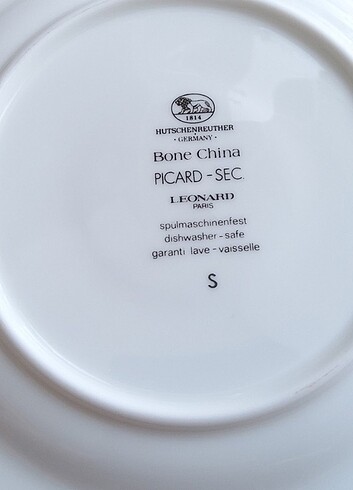 1814
HUTSCHENREUTHER
· GERMANY ·
Bone China
PICARD - SEC.
LEONARD
PARIS
spulmaschinenfest
dishwasher - safe
garanti lave - vaisselle
S